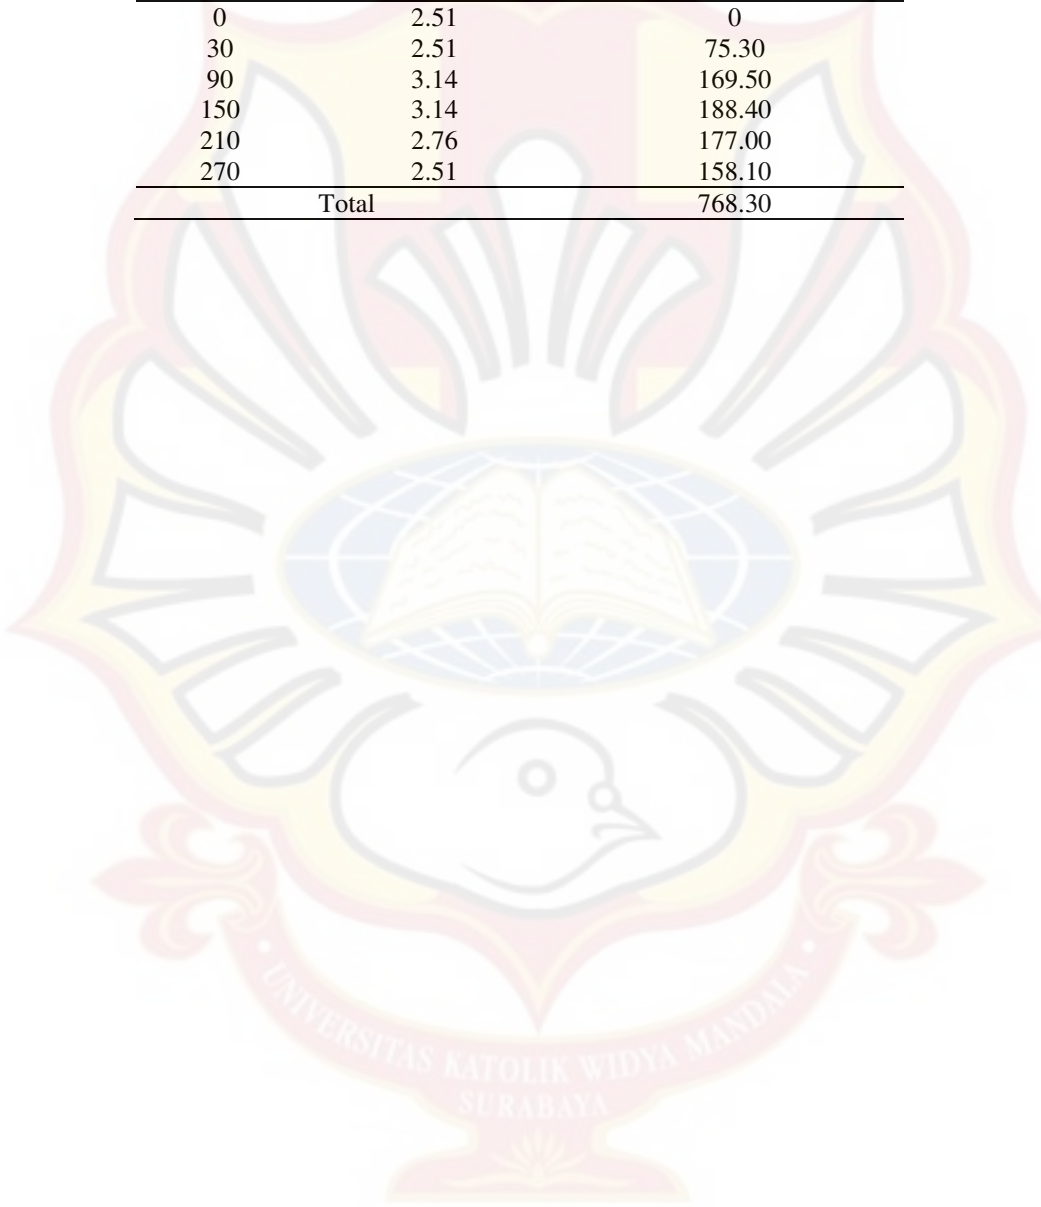 0 2.51 0
30 2.51 75.30
90 3.14 169.50
150 3.14 188.40
210 2.76 177.00
270 2.51 158.10
Total 768.30
UNIVERSITAS KATOLIK WIDYA MANDALA
SURABAYA